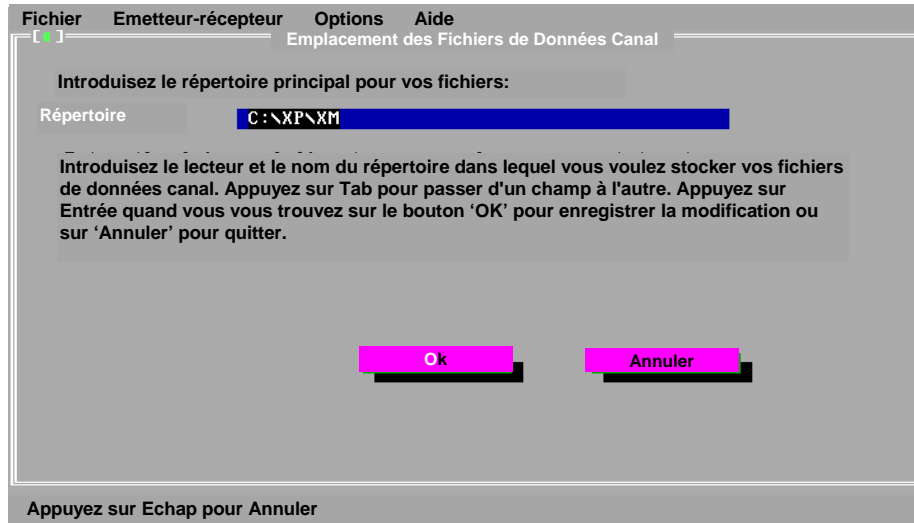 Fichier Emetteur-récepteur Options Aide
[ ] Emplacement des Fichiers de Données Canal
Introduisez le répertoire principal pour vos fichiers:
Répertoire C:\XP\XM
Introduisez le lecteur et le nom du répertoire dans lequel vous voulez stocker vos fichiers
de données canal. Appuyez sur Tab pour passer d'un champ à l'autre. Appuyez sur
Entrée quand vous vous trouvez sur le bouton ‘OK’ pour enregistrer la modification ou
sur ‘Annuler’ pour quitter.
Ok Annuler
Appuyez sur Echap pour Annuler